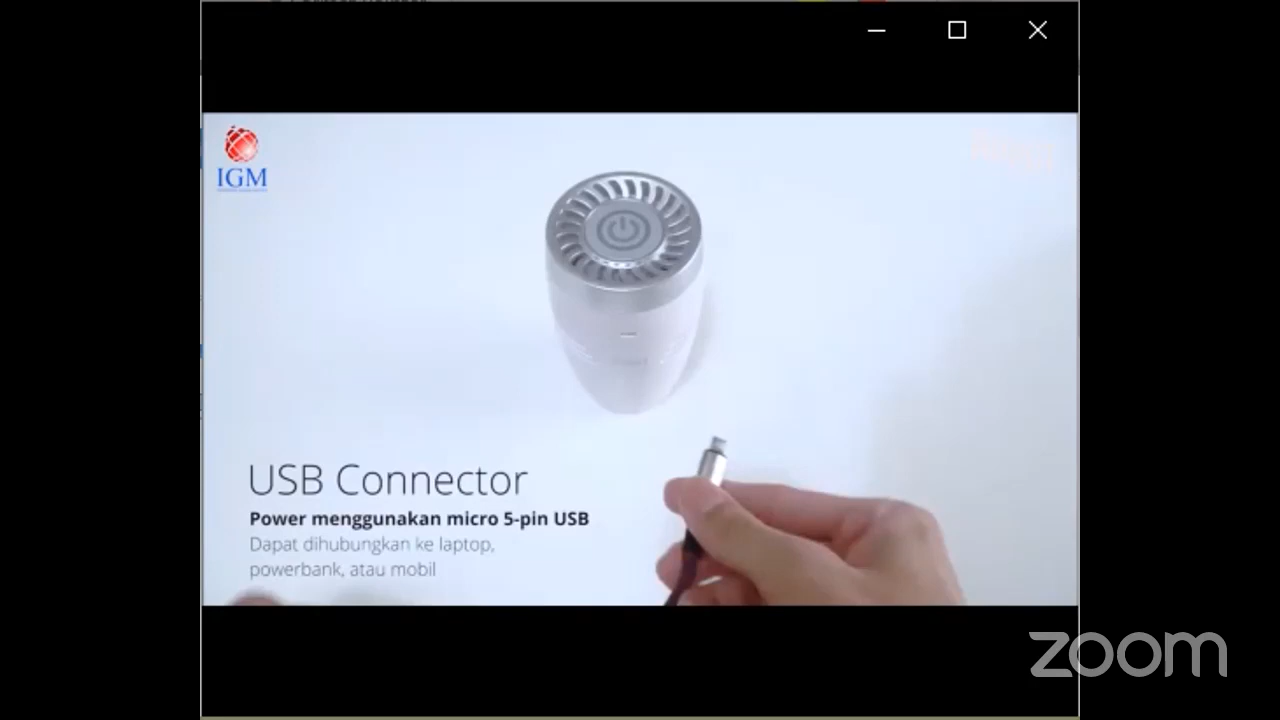 IGM
USB Connector
Power menggunakan micro 5-pin USB
Dapat dihubungkan ke laptop,
powerbank, atau mobil
zoom